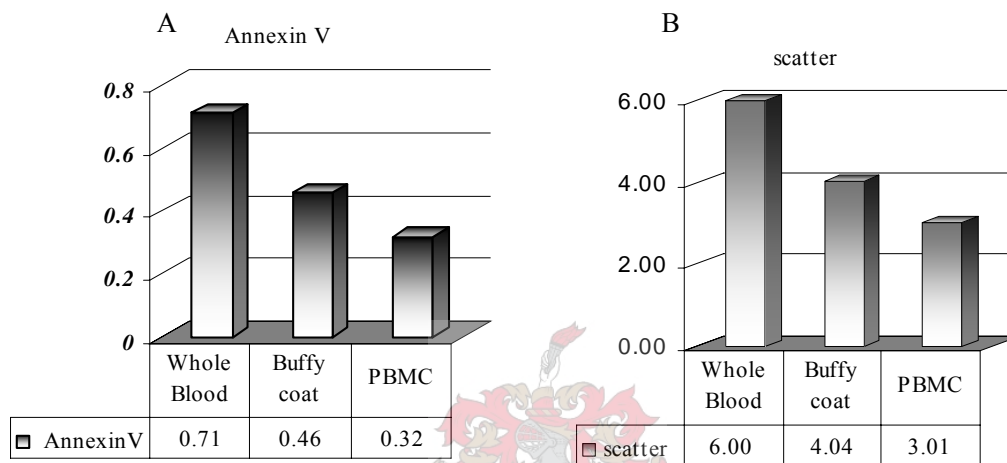 A
Annexin V
0.8
0.6
0.4
0.2
0
Whole Blood
Buffy coat
PBMC
AnnexinV 0.71 0.46 0.32
B
scatter
6.00
4.00
2.00
0.00
Whole Blood
Buffy coat
PBMC
scatter 6.00 4.04 3.01